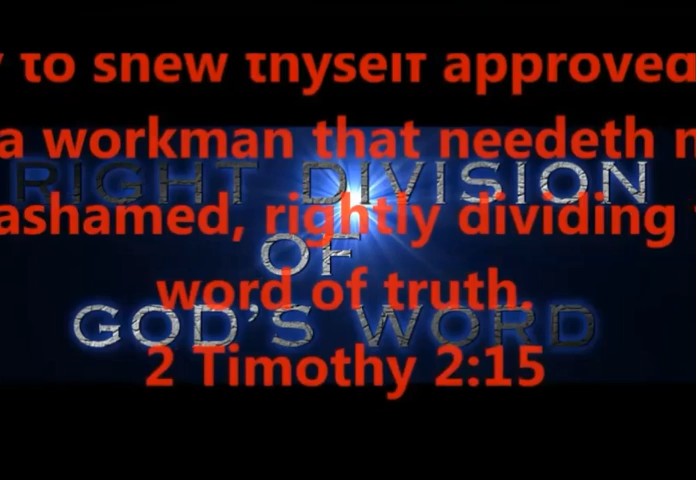 to shew thyself approved
a workman that needeth
RIGHT DIVISION
ashamed, rightly dividing
OF
word of truth.
GOD'S WORD
2 Timothy 2:15